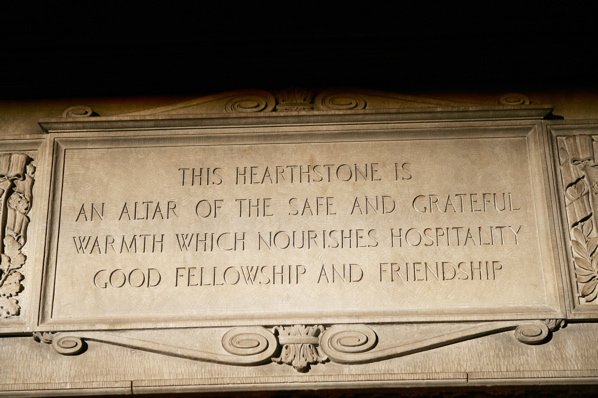 THIS HEARTHSTONE IS
AN ALTAR OF THE SAFE AND GRATEFUL
WARMTH WHICH NOURISHES HOSPITALITY
GOOD FELLOWSHIP AND FRIENDSHIP